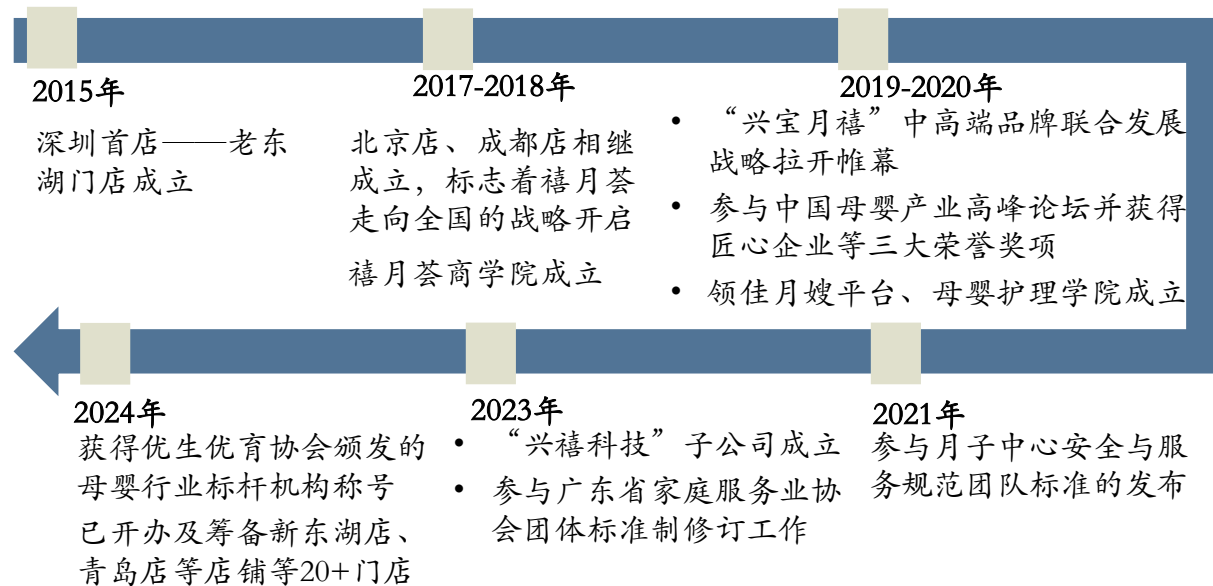 2015年
深圳首店——老东
湖门店成立
2017-2018年
北京店、成都店相继
成立，标志着禧月荟
走向全国的战略开启
禧月荟商学院成立
2019-2020年
• “兴宝月禧”中高端品牌联合发展
战略拉开帷幕
• 参与中国母婴产业高峰论坛并获得
匠心企业等三大荣誉奖项
• 领佳月嫂平台、母婴护理学院成立
2021年
参与月子中心安全与服
务规范团队标准的发布
2023年
• “兴禧科技”子公司成立
• 参与广东省家庭服务业协
会团体标准制修订工作
2024年
获得优生优育协会颁发的
母婴行业标杆机构称号
已开办及筹备新东湖店、
青岛店等店铺等20+门店